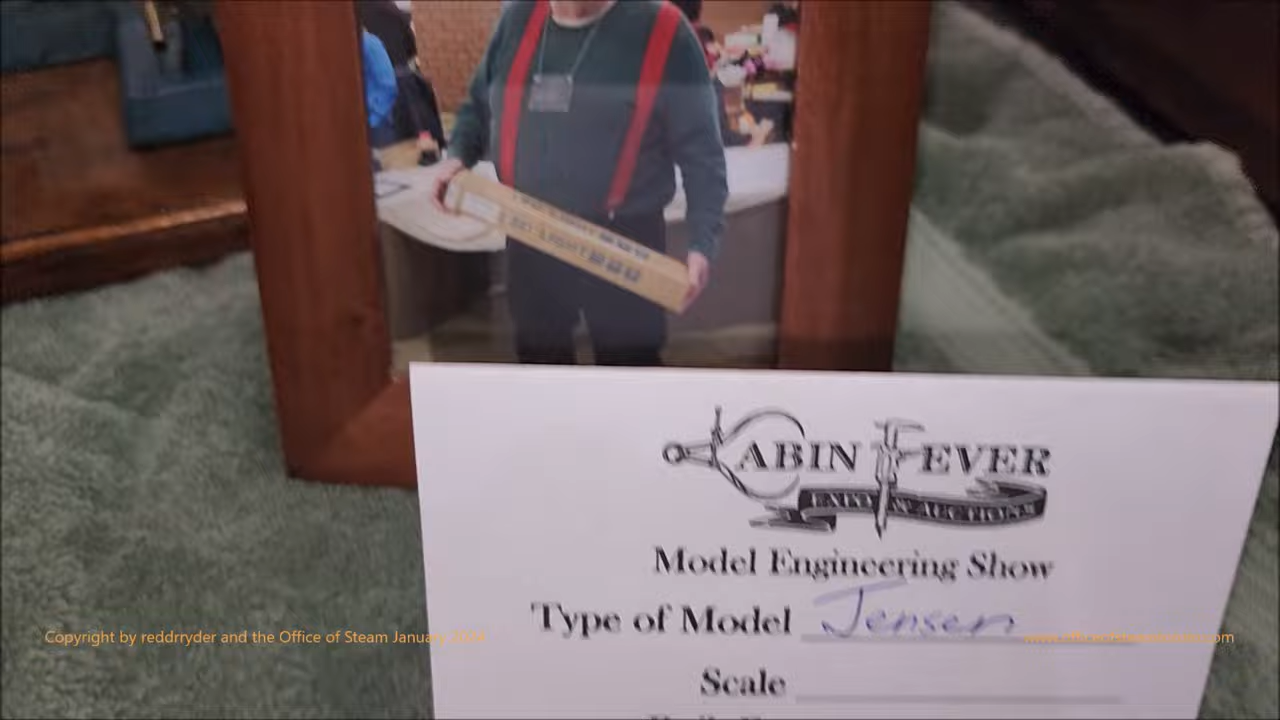 CABIN FEVER
EXPO & AUCTIONS
Model Engineering Show
Type of Model Jensen
Scale
Copyright by reddrryder and the Office of Steam January